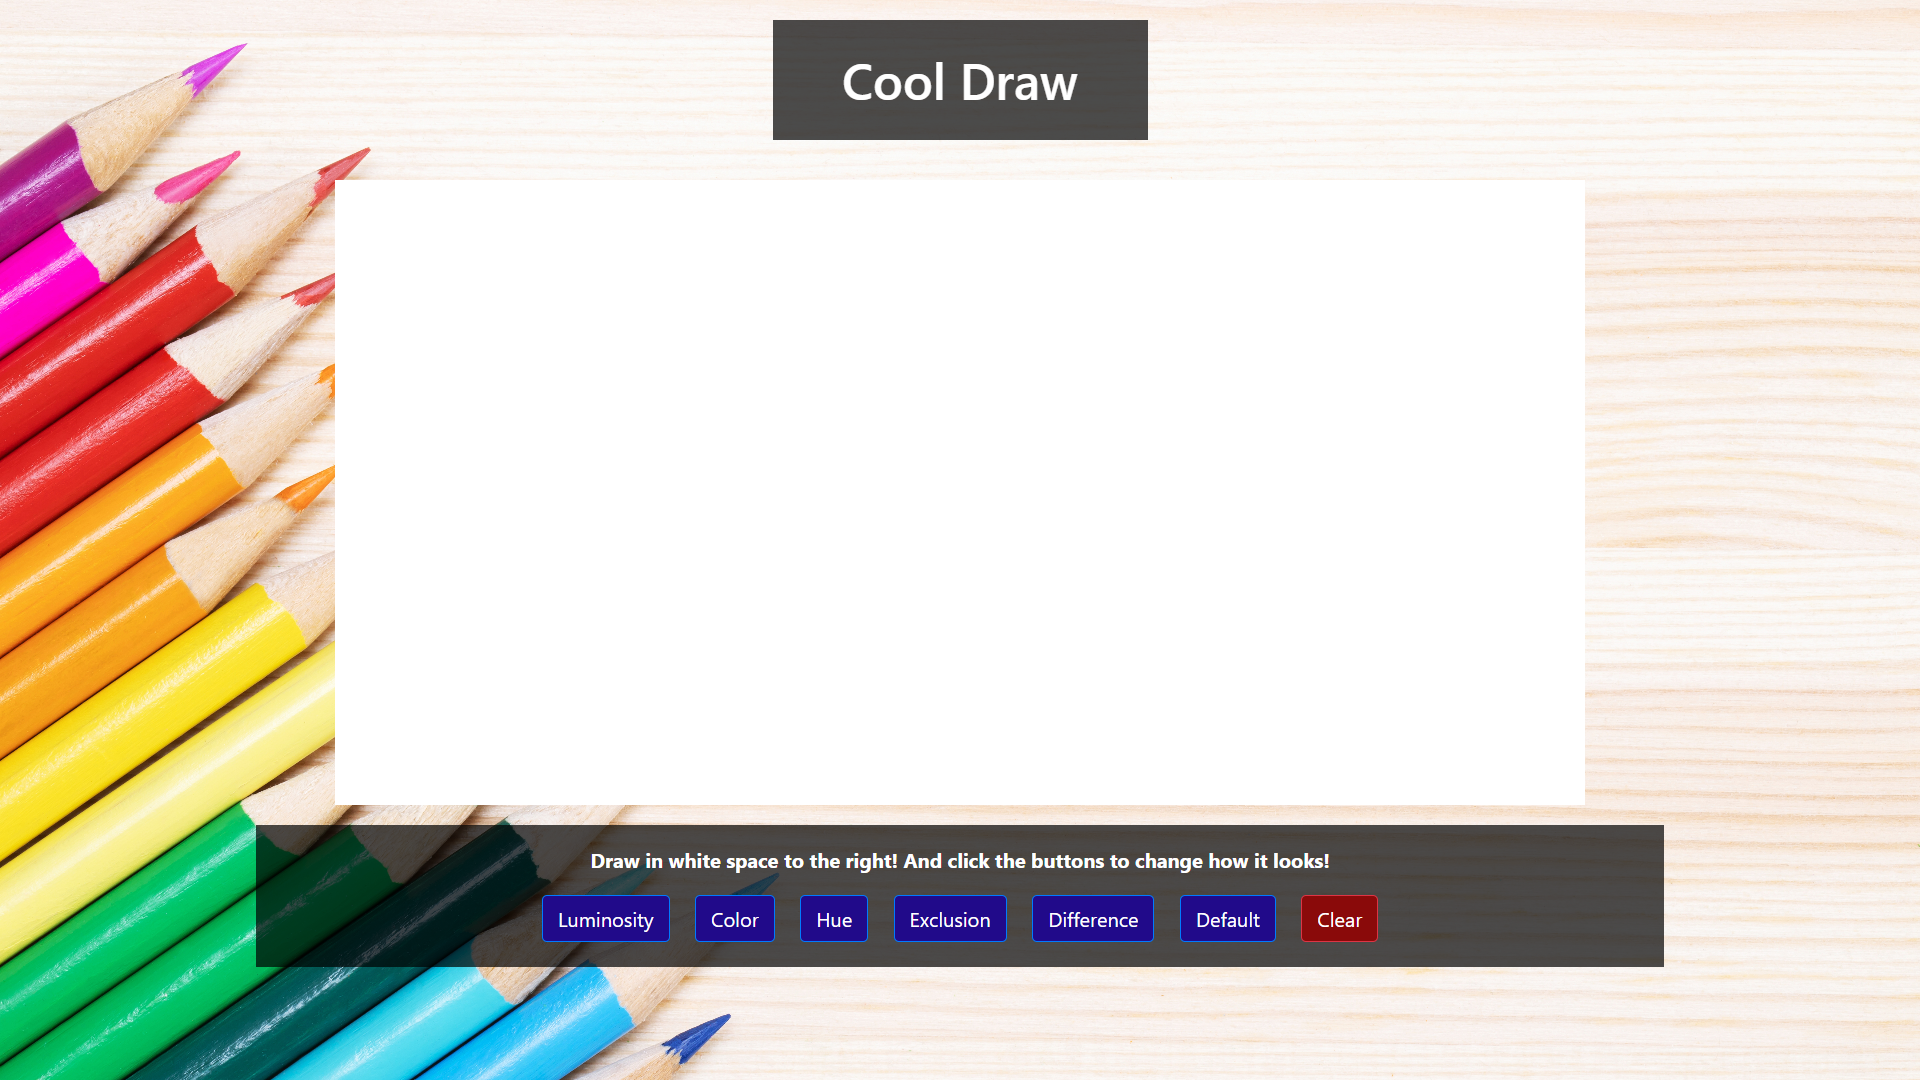 Cool Draw
Draw in white space to the right! And click the buttons to change how it looks!
Luminosity Color Hue Exclusion Difference Default Clear